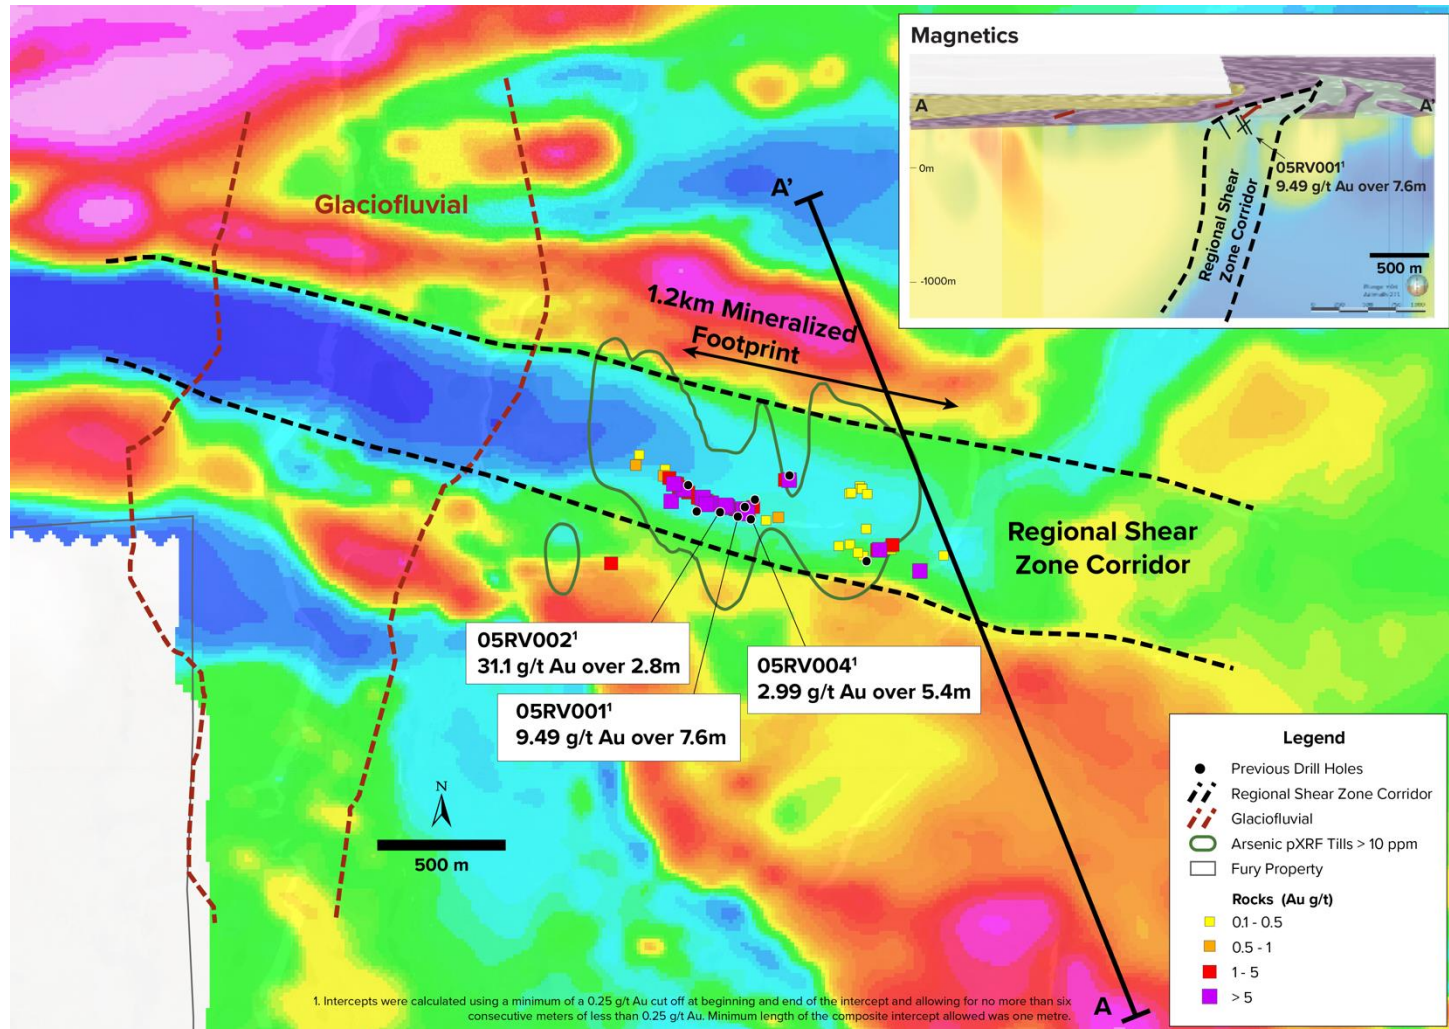 Magnetics
A
A'
0m
05RV001¹
9.49 g/t Au over 7.6m
Regional Shear
Zone Corridor
-1000m
500 m
A'
Glaciofluvial
1.2km Mineralized
Footprint
Regional Shear
Zone Corridor
05RV002¹
31.1 g/t Au over 2.8m
05RV004¹
2.99 g/t Au over 5.4m
05RV001¹
9.49 g/t Au over 7.6m
N
500 m
Legend
Previous Drill Holes
Regional Shear Zone Corridor
Glaciofluvial
Arsenic pXRF Tills > 10 ppm
Fury Property
Rocks (Au g/t)
0.1 - 0.5
0.5 - 1
1 - 5
> 5
A
1. Intercepts were calculated using a minimum of a 0.25 g/t Au cut off at beginning and end of the intercept and allowing for no more than six
consecutive meters of less than 0.25 g/t Au. Minimum length of the composite intercept allowed was one metre.